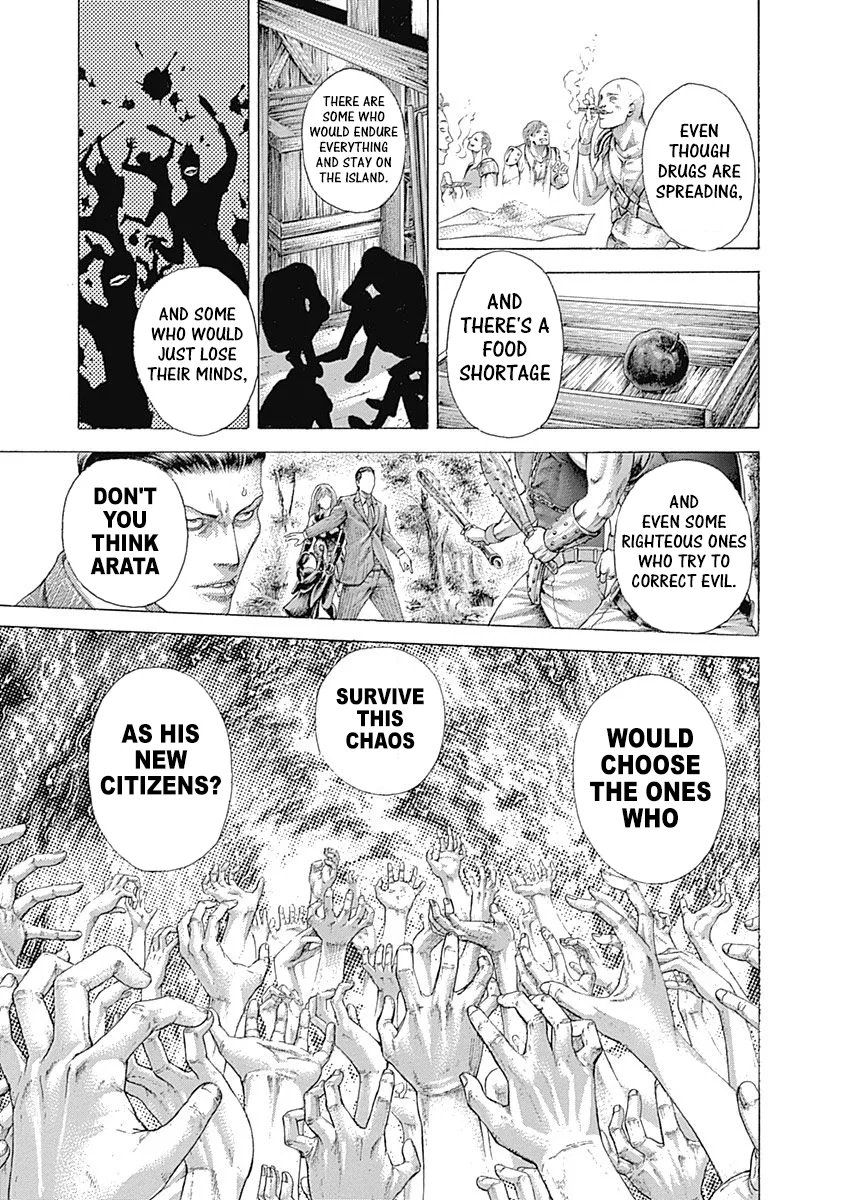 EVEN
THOUGH
DRUGS ARE
SPREADING,
AND
THERE'S A
FOOD
SHORTAGE
THERE ARE
SOME WHO
WOULD ENDURE
EVERYTHING
AND STAY ON
THE ISLAND.
AND SOME
WHO WOULD
JUST LOSE
THEIR MINDS,
AND
EVEN SOME
RIGHTEOUS ONES
WHO TRY TO
CORRECT EVIL.
DON'T
YOU
THINK
ARATA
WOULD
CHOOSE
THE ONES
WHO
SURVIVE
THIS
CHAOS
AS HIS
NEW
CITIZENS?